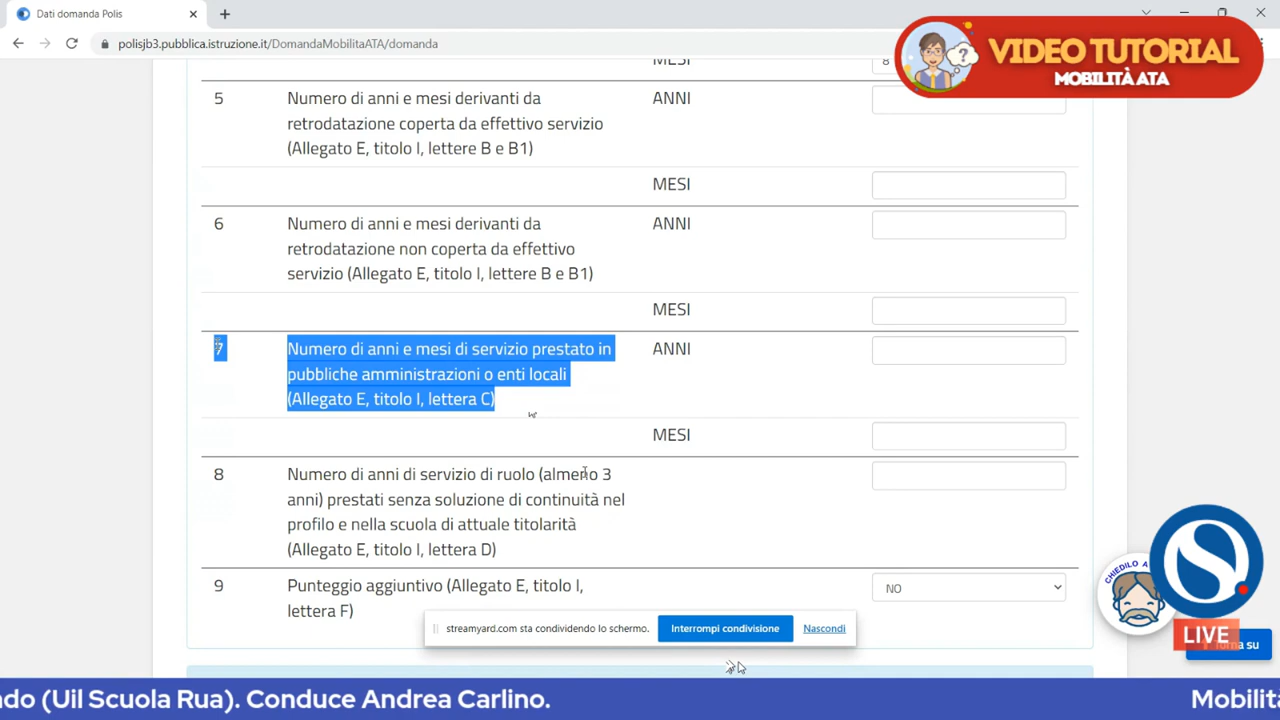 Dati domanda Polis
polisjb3.pubblica.istruzione.it/DomandaMobilitaATA/domanda
VIDEO TUTORIAL
MOBILITÀ ATA
MESI
8
5
Numero di anni e mesi derivanti da
retrodatazione coperta da effettivo servizio
(Allegato E, titolo I, lettere B e B1)
ANNI
MESI
6
Numero di anni e mesi derivanti da
retrodatazione non coperta da effettivo
servizio (Allegato E, titolo I, lettere B e B1)
ANNI
MESI
7
Numero di anni e mesi di servizio prestato in
pubbliche amministrazioni o enti locali
(Allegato E, titolo I, lettera C)
ANNI
MESI
8
Numero di anni di servizio di ruolo (almeno 3
anni) prestati senza soluzione di continuità nel
profilo e nella scuola di attuale titolarità
(Allegato E, titolo I, lettera D)
9
Punteggio aggiuntivo (Allegato E, titolo I,
lettera F)
NO
streamyard.com sta condividendo lo schermo.
Interrompi condivisione
Nascondi
CHIEDILO A
S
LIVE
su
ndo (Uil Scuola Rua). Conduce Andrea Carlino.
Mobilit